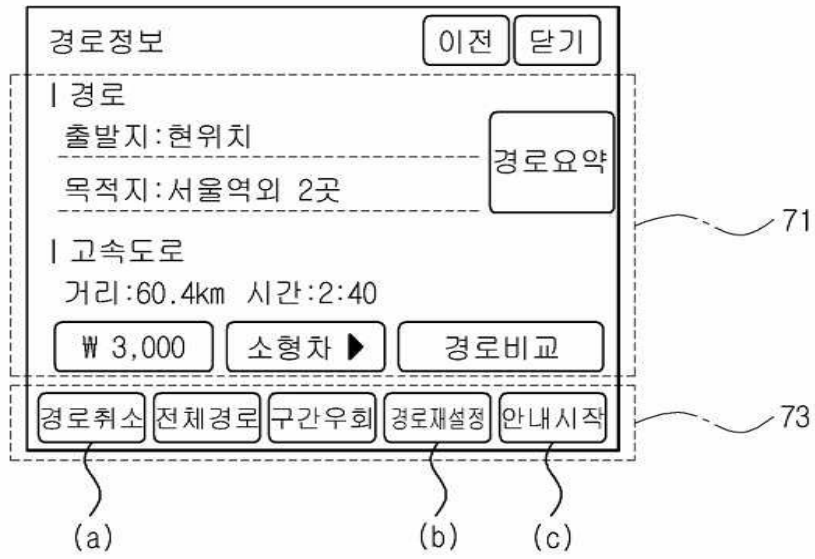 경로정보 이전 닫기
| 경로
출발지:현위치
경로요약
목적지:서울역외 2곳
71
| 고속도로
거리:60.4km 시간:2:40
₩ 3,000 소형차 ▶ 경로비교
경로취소 전체경로 구간우회 경로재설정 안내시작 73
(a) (b) (c)